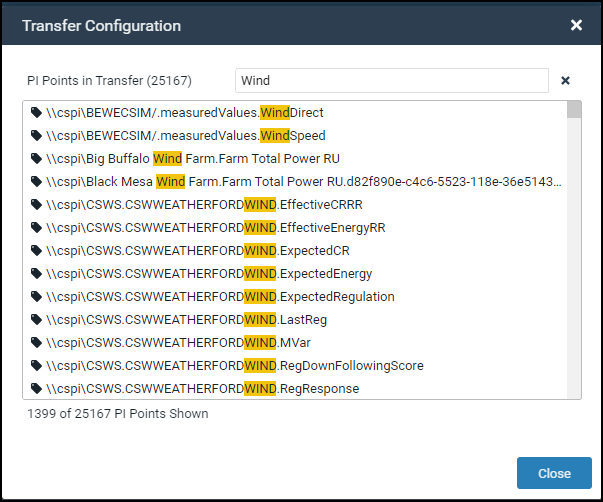 Transfer Configuration
PI Points in Transfer (25167) Wind
\\cspi\BEWECSIM/.measuredValues.WindDirect
\\cspi\BEWECSIM/.measuredValues.WindSpeed
\\cspi\Big Buffalo Wind Farm.Farm Total Power RU
\\cspi\Black Mesa Wind Farm.Farm Total Power RU.d82f890e-c4c6-5523-118e-36e5143...
\\cspi\CSWS.CSWWEATHERFORDWIND.EffectiveCRRR
\\cspi\CSWS.CSWWEATHERFORDWIND.EffectiveEnergyRR
\\cspi\CSWS.CSWWEATHERFORDWIND.ExpectedCR
\\cspi\CSWS.CSWWEATHERFORDWIND.ExpectedEnergy
\\cspi\CSWS.CSWWEATHERFORDWIND.ExpectedRegulation
\\cspi\CSWS.CSWWEATHERFORDWIND.LastReg
\\cspi\CSWS.CSWWEATHERFORDWIND.MVar
\\cspi\CSWS.CSWWEATHERFORDWIND.RegDownFollowingScore
\\cspi\CSWS.CSWWEATHERFORDWIND.RegResponse
1399 of 25167 PI Points Shown
Close